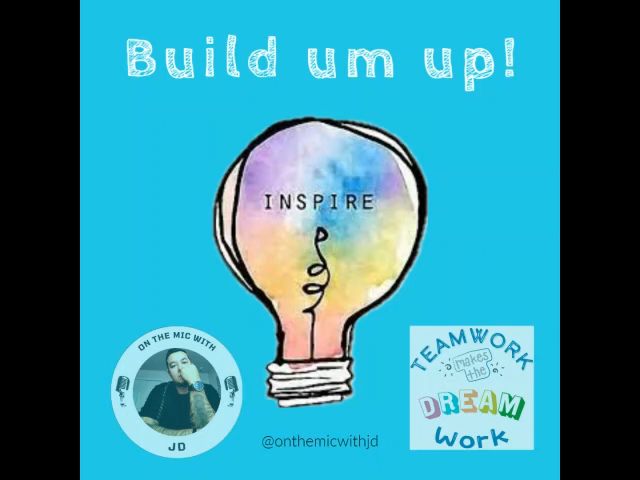 Build um up!
INSPIRE
ON THE MIC WITH
JD
@onthemicwithjd
TEAMWORK
makes
the
DREAM
work